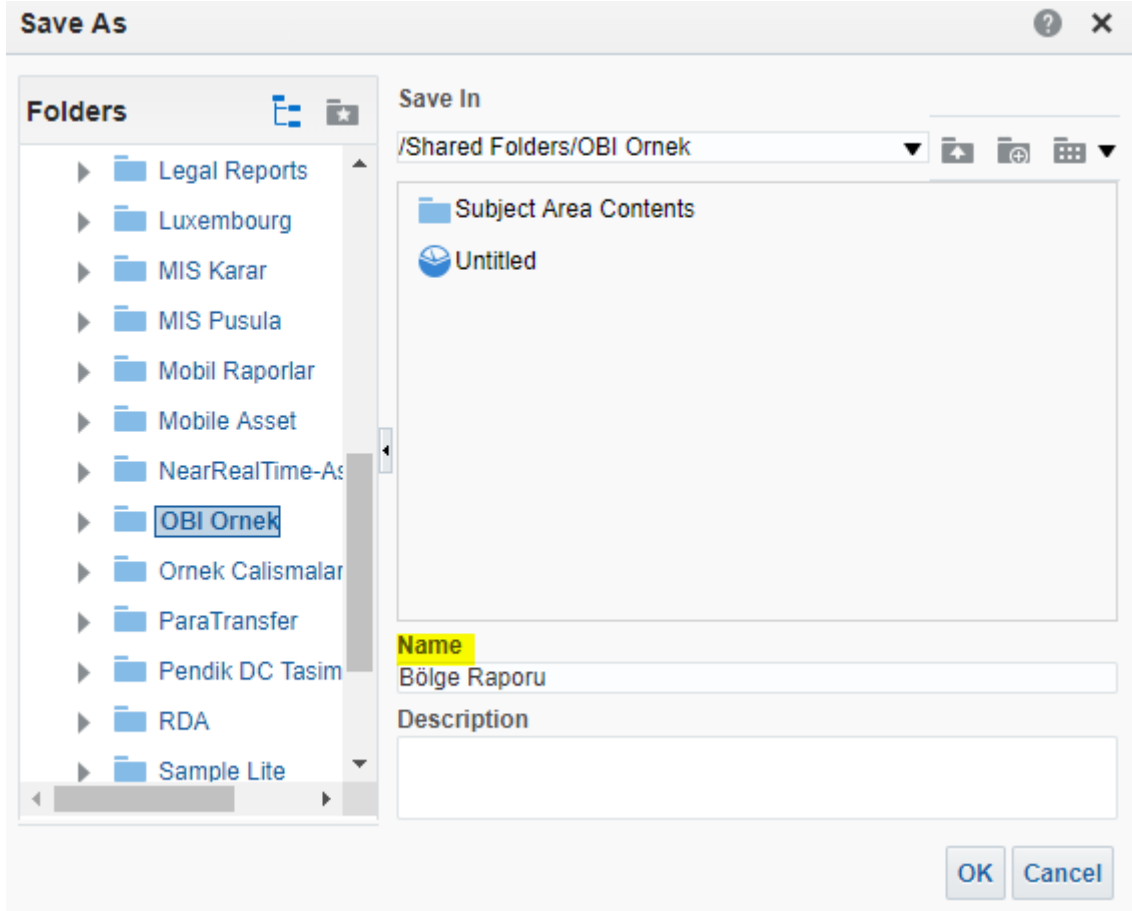 Save As
Folders
Legal Reports
Luxembourg
MIS Karar
MIS Pusula
Mobil Raporlar
Mobile Asset
NearRealTime-As
OBI Ornek
Ornek Calismalar
ParaTransfer
Pendik DC Tasim
RDA
Sample Lite
Save In
/Shared Folders/OBI Ornek
Subject Area Contents
Untitled
Name
Bölge Raporu
Description
OK Cancel